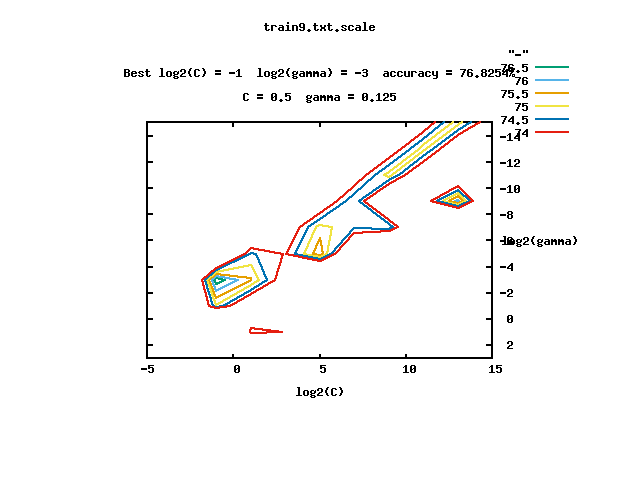 train9.txt.scale
"-"
Best log2(C) = -1 log2(gamma) = -3 accuracy = 76.8254%
76.5
76
C = 0.5 gamma = 0.125
75.5
75
74.5
74
-14
-12
-10
-8
-6
log2(gamma)
-4
-2
0
2
-5 0 5 10 15
log2(C)